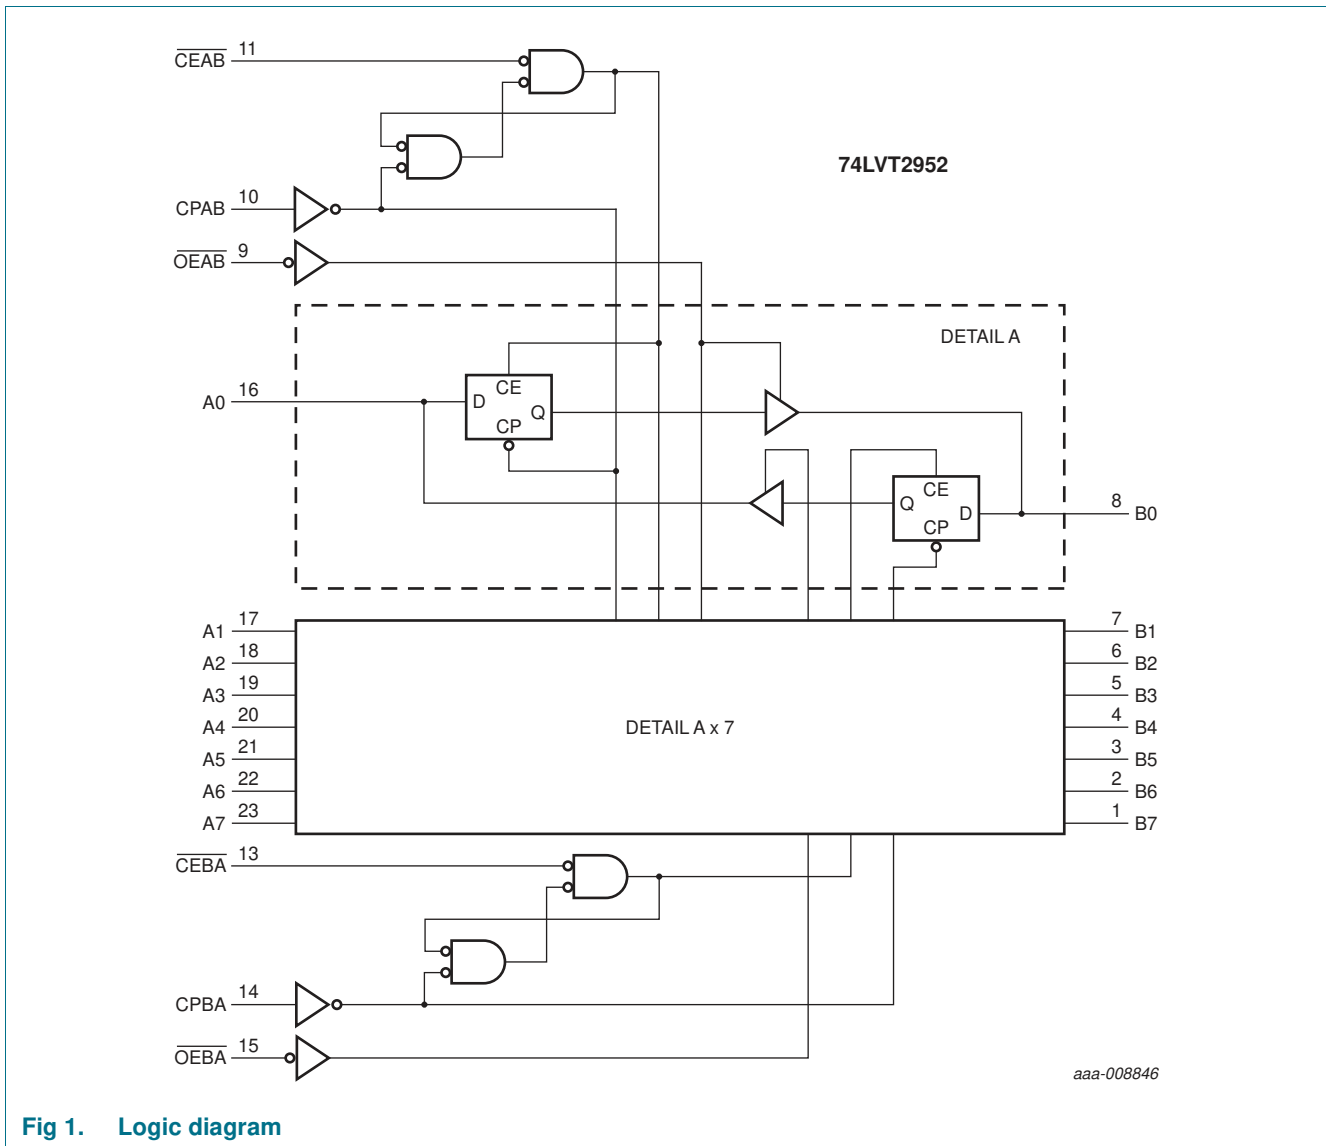 CEAB 11
74LVT2952
CPAB 10
OEAB 9
DETAIL A
A0 16
D CE Q CP
Q CE D CP
8 B0
A1 17
7 B1
A2 18
6 B2
A3 19
5 B3
A4 20
DETAIL A x 7
4 B4
A5 21
3 B5
A6 22
2 B6
A7 23
1 B7
CEBA 13
CPBA 14
OEBA 15
aaa-008846
Fig 1. Logic diagram